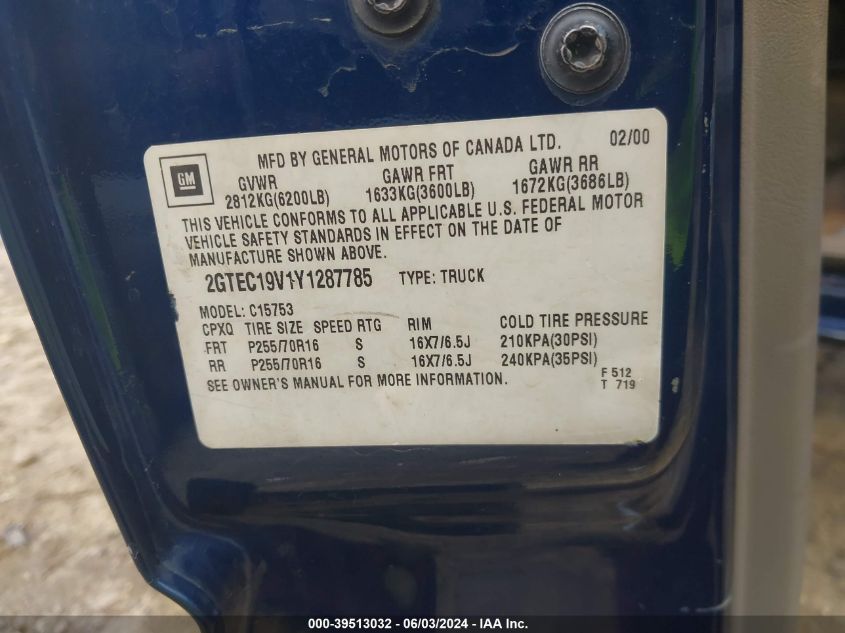 MFD BY GENERAL MOTORS OF CANADA LTD. 02/00
GM
GVWR GAWR FRT GAWR RR
2812KG(6200LB) 1633KG(3600LB) 1672KG(3686LB)
THIS VEHICLE CONFORMS TO ALL APPLICABLE U.S. FEDERAL MOTOR
VEHICLE SAFETY STANDARDS IN EFFECT ON THE DATE OF
MANUFACTURE SHOWN ABOVE.
2GTEC19V1Y1287785 TYPE: TRUCK
MODEL: C15753
CPXQ TIRE SIZE SPEED RTG RIM COLD TIRE PRESSURE
FRT P255/70R16 S 16X7/6.5J 210KPA(30PSI)
RR P255/70R16 S 16X7/6.5J 240KPA(35PSI)
SEE OWNER'S MANUAL FOR MORE INFORMATION. F 512
T 719
000-39513032 - 06/03/2024 - IAA Inc.